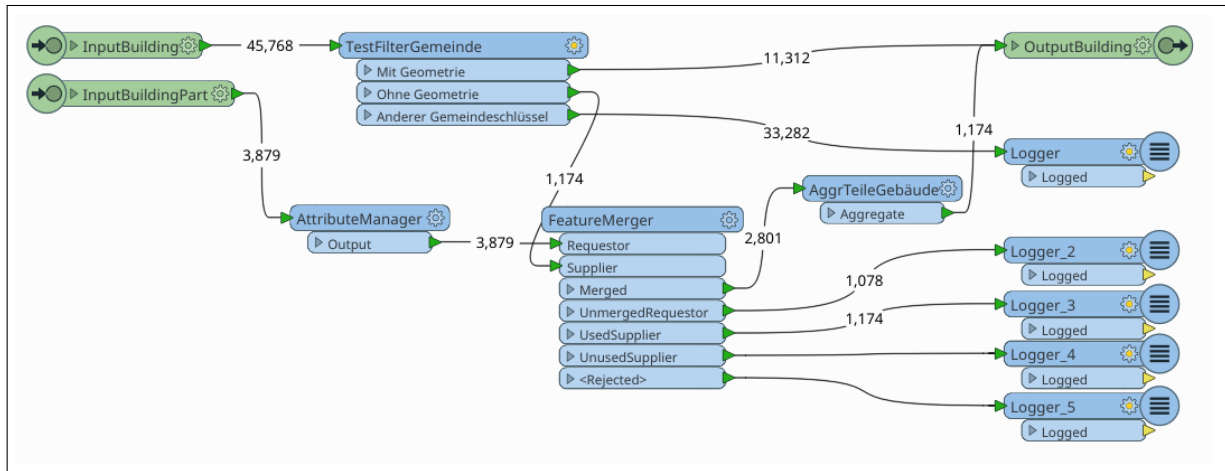 InputBuilding
45,768
TestFilterGemeinde
Mit Geometrie
Ohne Geometrie
Anderer Gemeindeschlüssel
11,312
OutputBuilding
InputBuildingPart
3,879
33,282
1,174
Logger
Logged
1,174
AggrTeileGebäude
Aggregate
AttributeManager
Output
3,879
FeatureMerger
Requestor
Supplier
Merged
UnmergedRequestor
UsedSupplier
UnusedSupplier
<Rejected>
2,801
1,078
1,174
Logger_2
Logged
Logger_3
Logged
Logger_4
Logged
Logger_5
Logged